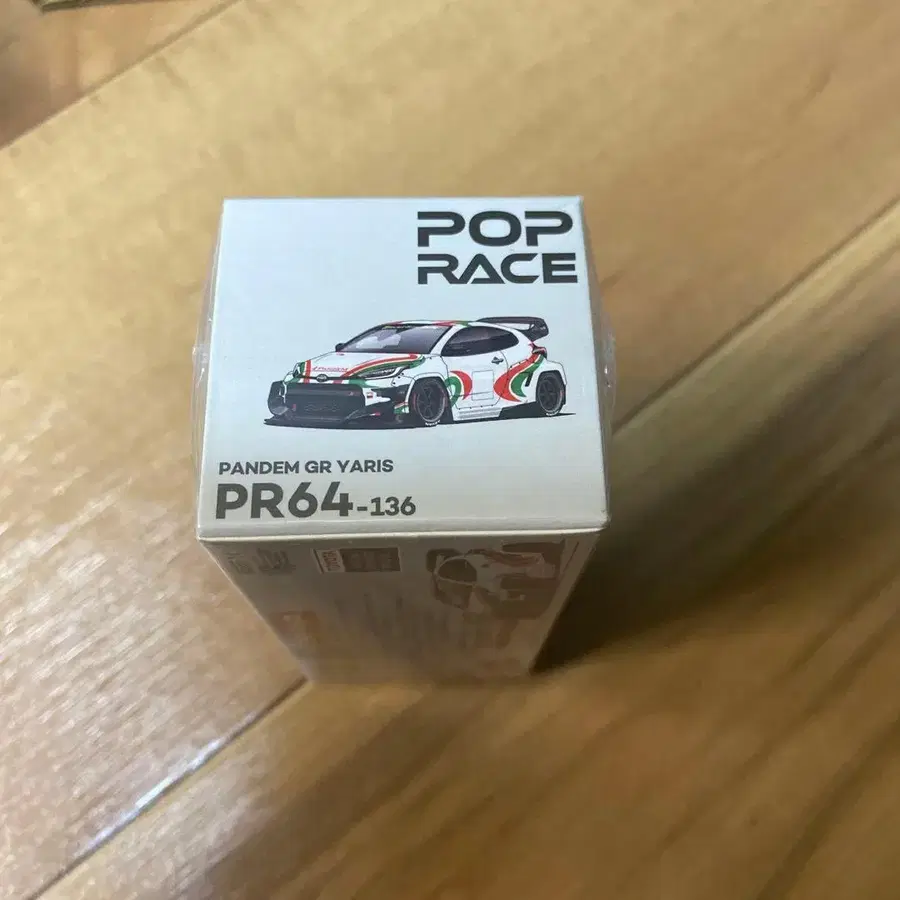 POP
RACE
PANDEM GR YARIS
PR64-136